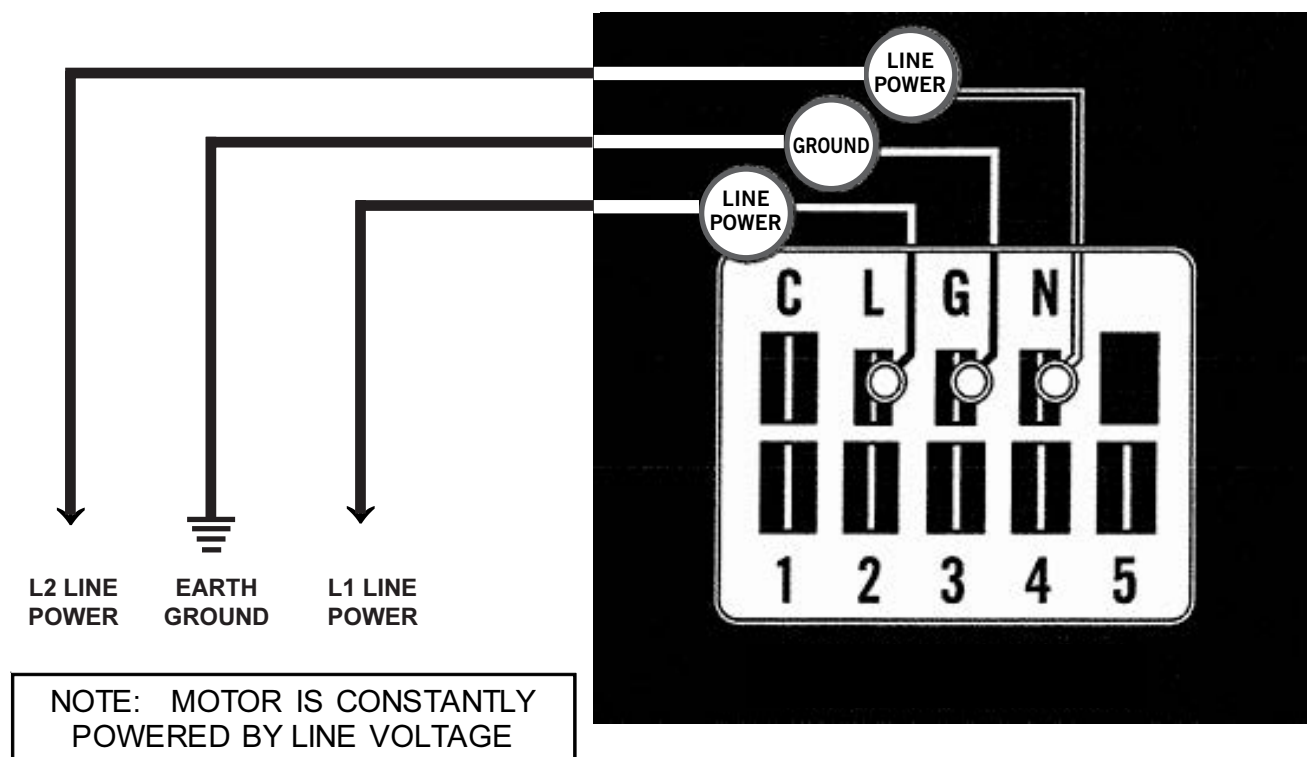 LINE
POWER
GROUND
LINE
POWER
C L G N
1 2 3 4 5
L2 LINE
POWER
EARTH
GROUND
L1 LINE
POWER
NOTE: MOTOR IS CONSTANTLY
POWERED BY LINE VOLTAGE